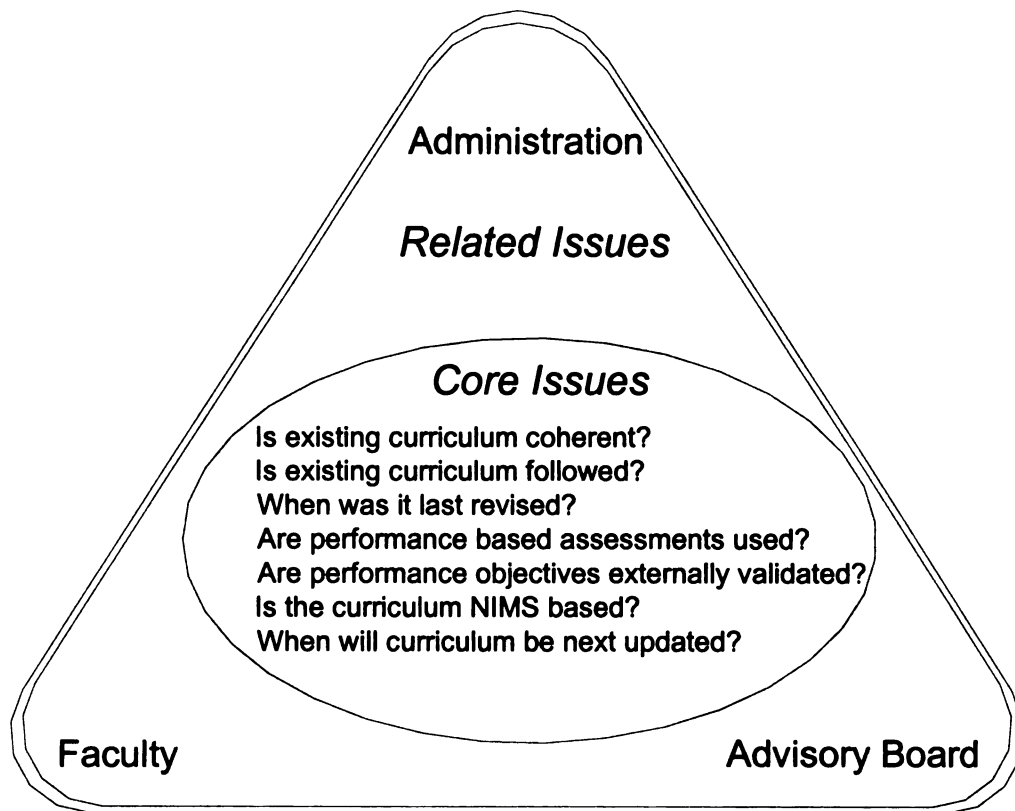 Administration
Related Issues
Core Issues
Is existing curriculum coherent?
Is existing curriculum followed?
When was it last revised?
Are performance based assessments used?
Are performance objectives externally validated?
Is the curriculum NIMS based?
When will curriculum be next updated?
Faculty
Advisory Board